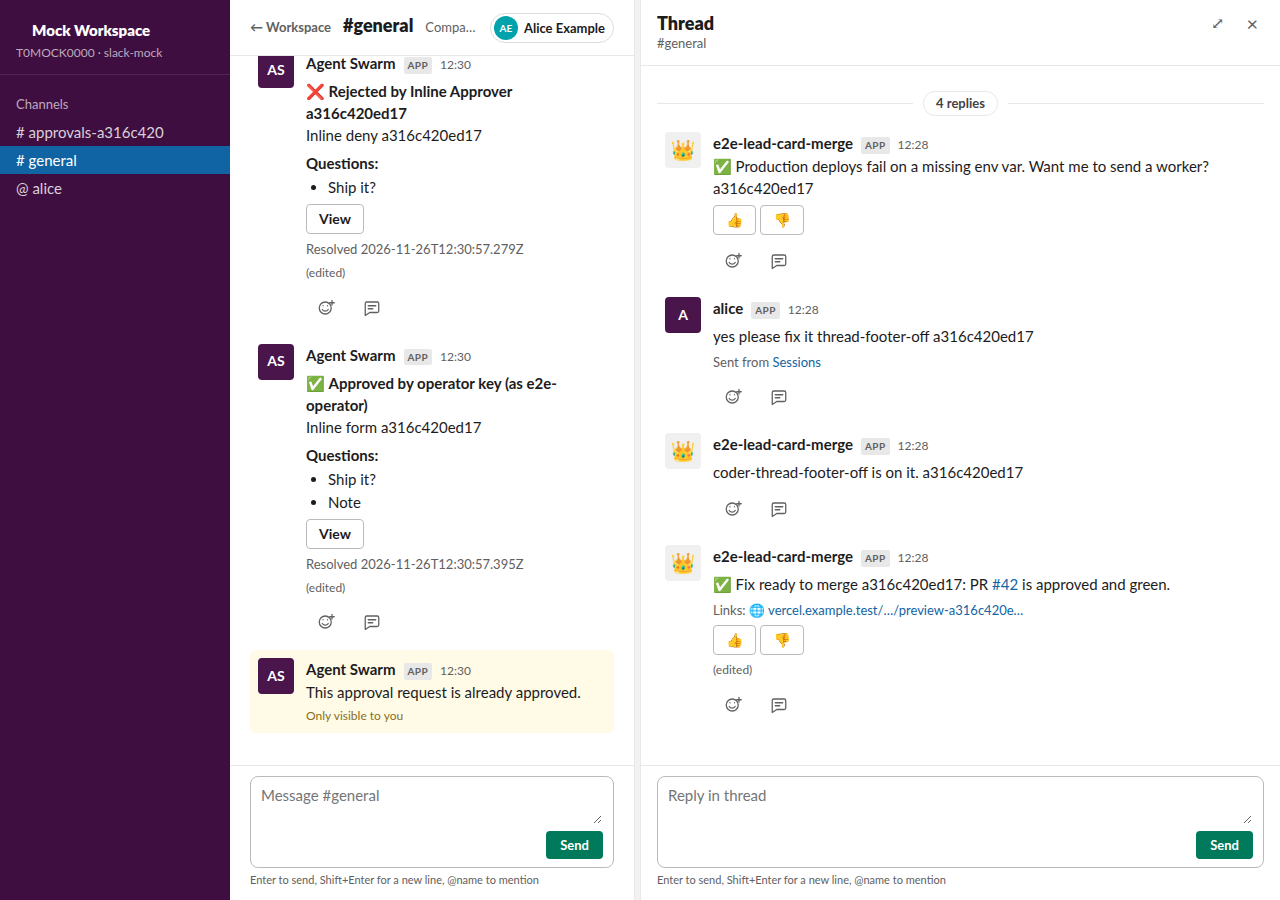 Mock Workspace
T0MOCK0000 · slack-mock
Channels
# approvals-a316c420
# general
@ alice
← Workspace #general Compa... AE Alice Example
AS Agent Swarm APP 12:30
❌ Rejected by Inline Approver
a316c420ed17
Inline deny a316c420ed17
Questions:
• Ship it?
View
Resolved 2026-11-26T12:30:57.279Z
(edited)
AS Agent Swarm APP 12:30
✅ Approved by operator key (as e2e-
operator)
Inline form a316c420ed17
Questions:
• Ship it?
• Note
View
Resolved 2026-11-26T12:30:57.395Z
(edited)
AS Agent Swarm APP 12:30
This approval request is already approved.
Only visible to you
Message #general
Send
Enter to send, Shift+Enter for a new line, @name to mention
Thread
#general
4 replies
e2e-lead-card-merge APP 12:28
✅ Production deploys fail on a missing env var. Want me to send a worker?
a316c420ed17
👍 👎
A alice APP 12:28
yes please fix it thread-footer-off a316c420ed17
Sent from Sessions
e2e-lead-card-merge APP 12:28
coder-thread-footer-off is on it. a316c420ed17
e2e-lead-card-merge APP 12:28
✅ Fix ready to merge a316c420ed17: PR #42 is approved and green.
Links: 🌐 vercel.example.test/.../preview-a316c420e...
👍 👎
(edited)
Reply in thread
Send
Enter to send, Shift+Enter for a new line, @name to mention